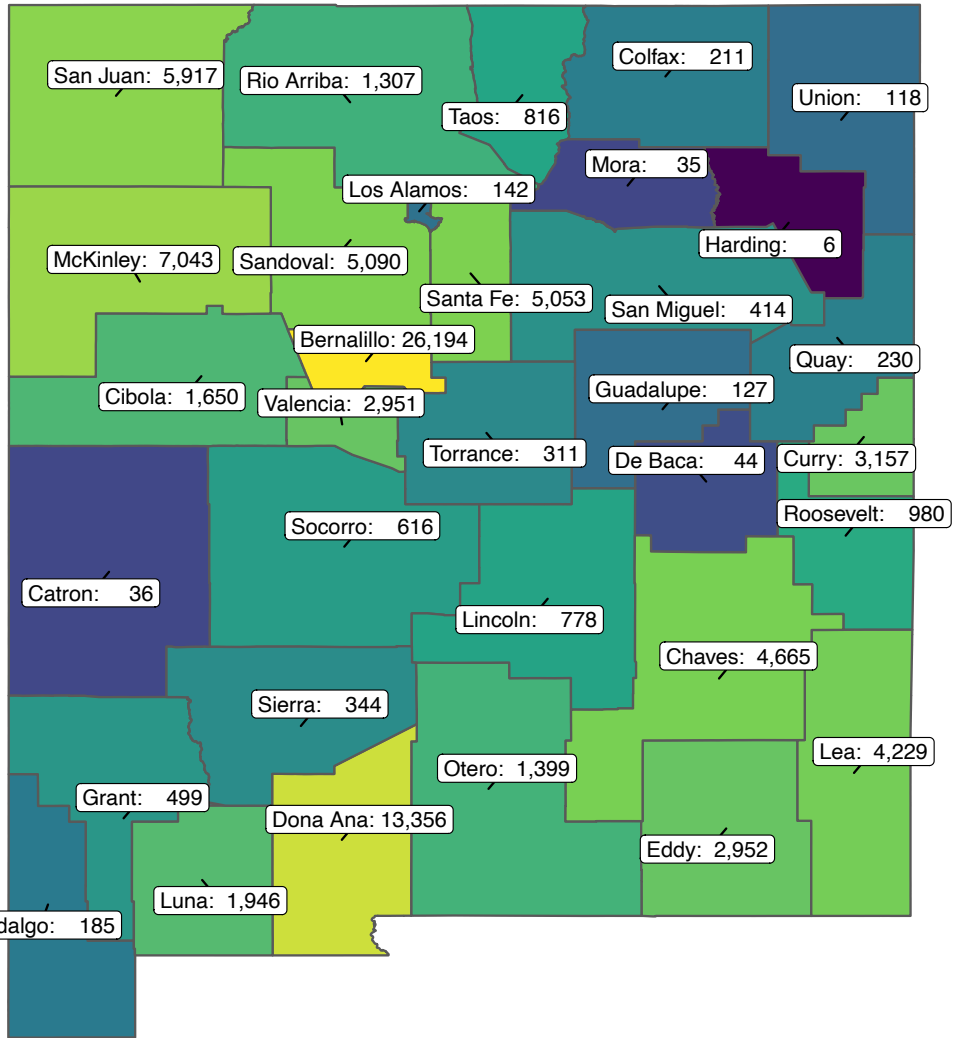 Colfax: 211
San Juan: 5,917
Rio Arriba: 1,307
Union: 118
Taos: 816
Mora: 35
Los Alamos: 142
Harding: 6
McKinley: 7,043
Sandoval: 5,090
Santa Fe: 5,053
San Miguel: 414
Bernalillo: 26,194
Quay: 230
Guadalupe: 127
Cibola: 1,650
Valencia: 2,951
Torrance: 311
De Baca: 44
Curry: 3,157
Roosevelt: 980
Socorro: 616
Catron: 36
Lincoln: 778
Chaves: 4,665
Sierra: 344
Lea: 4,229
Otero: 1,399
Grant: 499
Dona Ana: 13,356
Eddy: 2,952
Luna: 1,946
dalgo: 185